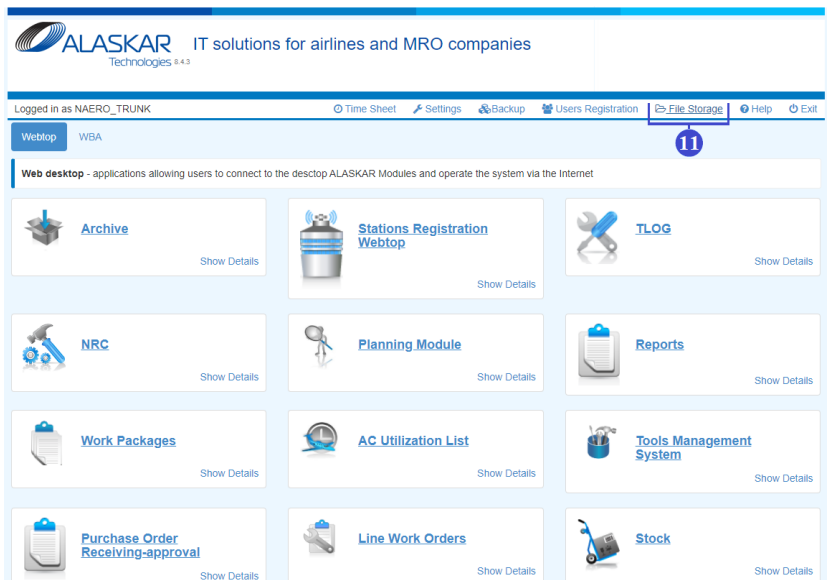 ALASKAR
Technologies 8.4.3
IT solutions for airlines and MRO companies
Logged in as NAERO_TRUNK
Time Sheet Settings Backup Users Registration File Storage Help Exit
11
Webtop WBA
Web desktop - applications allowing users to connect to the desctop ALASKAR Modules and operate the system via the Internet
Archive
Show Details
Stations Registration
Webtop
Show Details
TLOG
Show Details
NRC
Show Details
Planning Module
Show Details
Reports
Show Details
Work Packages
Show Details
AC Utilization List
Show Details
Tools Management
System
Show Details
Purchase Order
Receiving-approval
Show Details
Line Work Orders
Show Details
Stock
Show Details